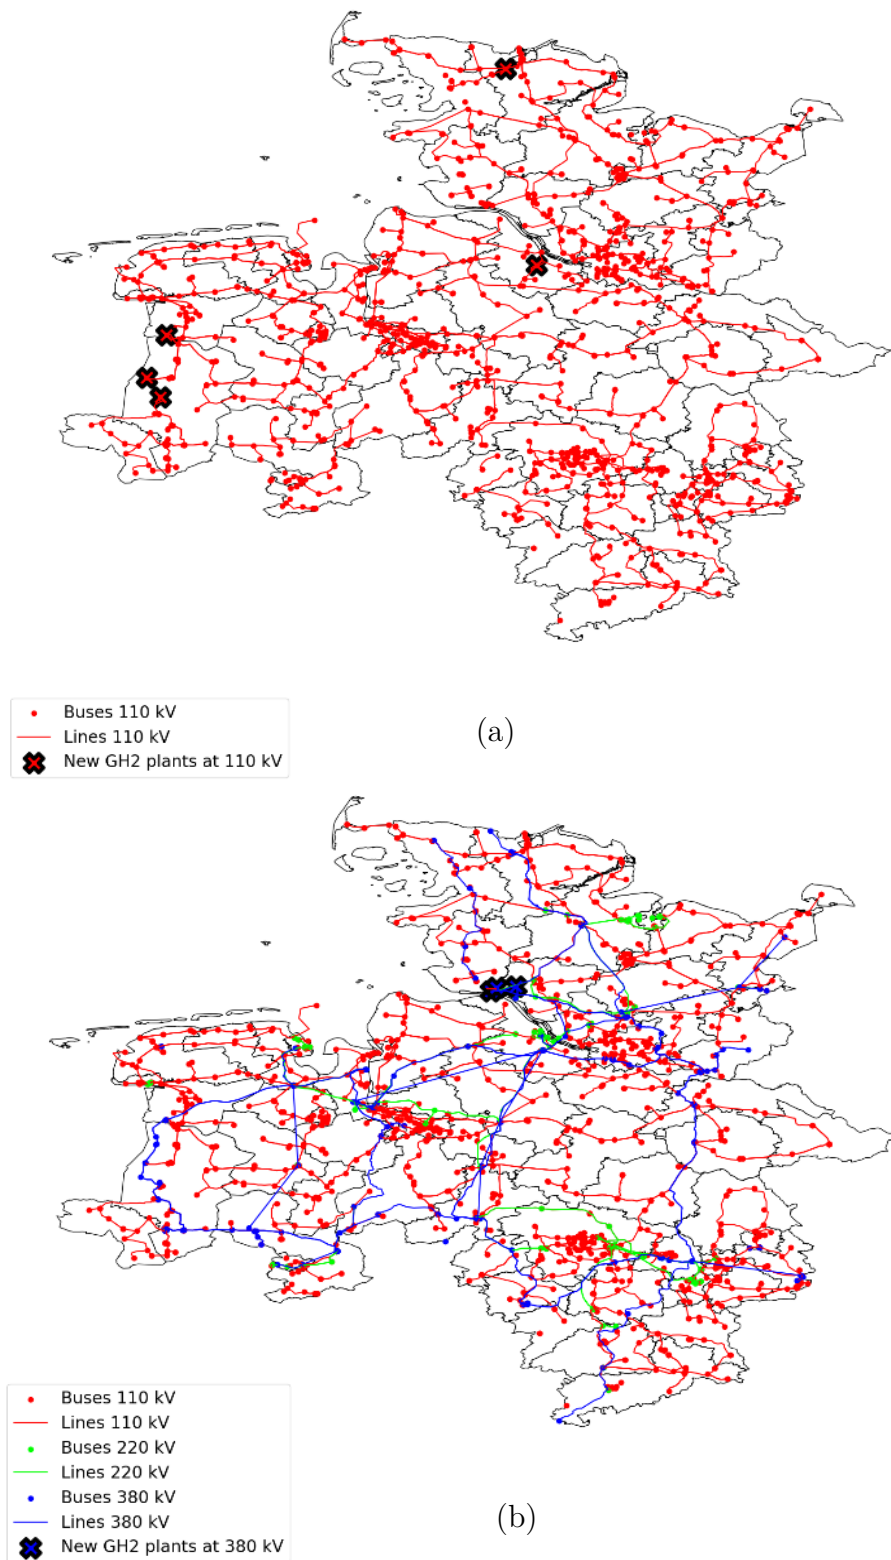 Buses 110 kV
Lines 110 kV
New GH2 plants at 110 kV
(a)
Buses 110 kV
Lines 110 kV
Buses 220 kV
Lines 220 kV
Buses 380 kV
Lines 380 kV
New GH2 plants at 380 kV
(b)